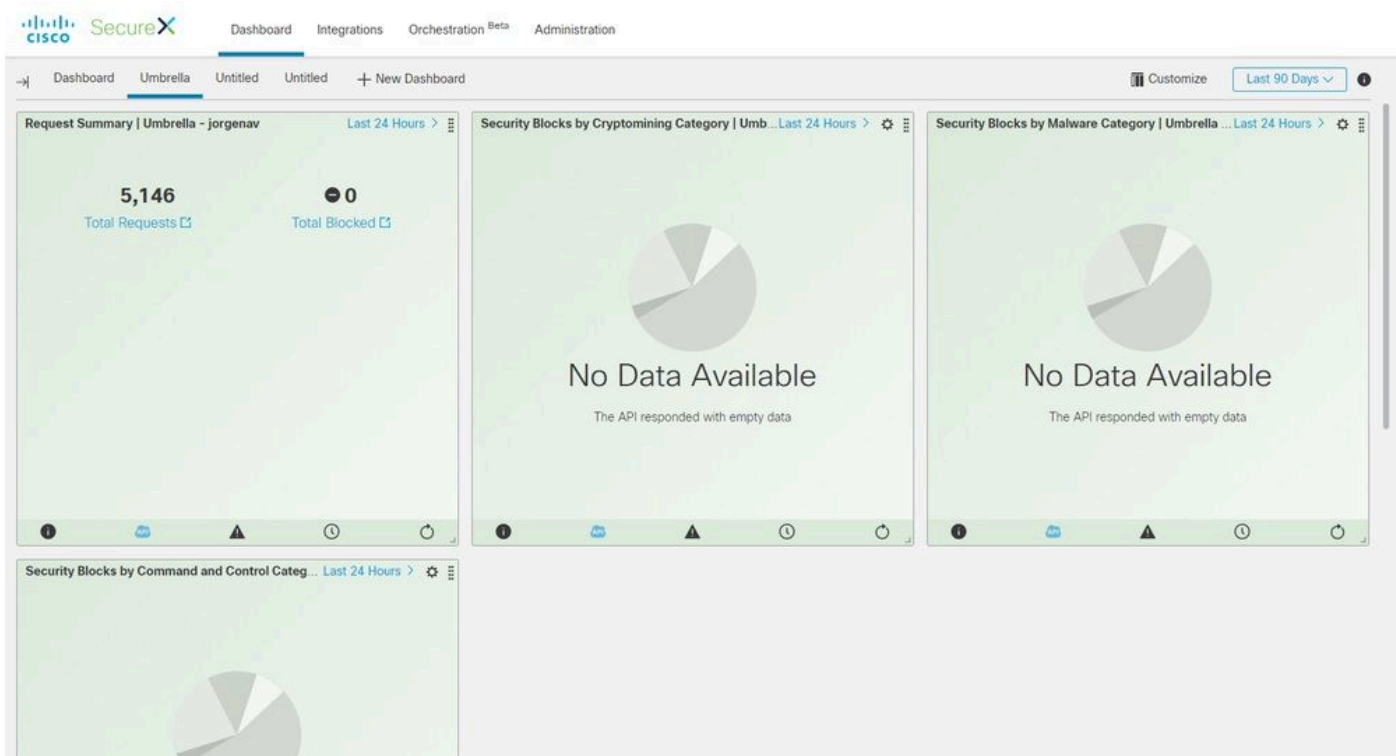 CISCO SecureX Dashboard Integrations Orchestration Beta Administration
Dashboard Umbrella Untitled Untitled + New Dashboard Customize Last 90 Days
Request Summary | Umbrella - jorgenav Last 24 Hours >
5,146
Total Requests
0
Total Blocked
Security Blocks by Cryptomining Category | Umb... Last 24 Hours >
No Data Available
The API responded with empty data
Security Blocks by Malware Category | Umbrella ... Last 24 Hours >
No Data Available
The API responded with empty data
API
API
API
Security Blocks by Command and Control Categ... Last 24 Hours >